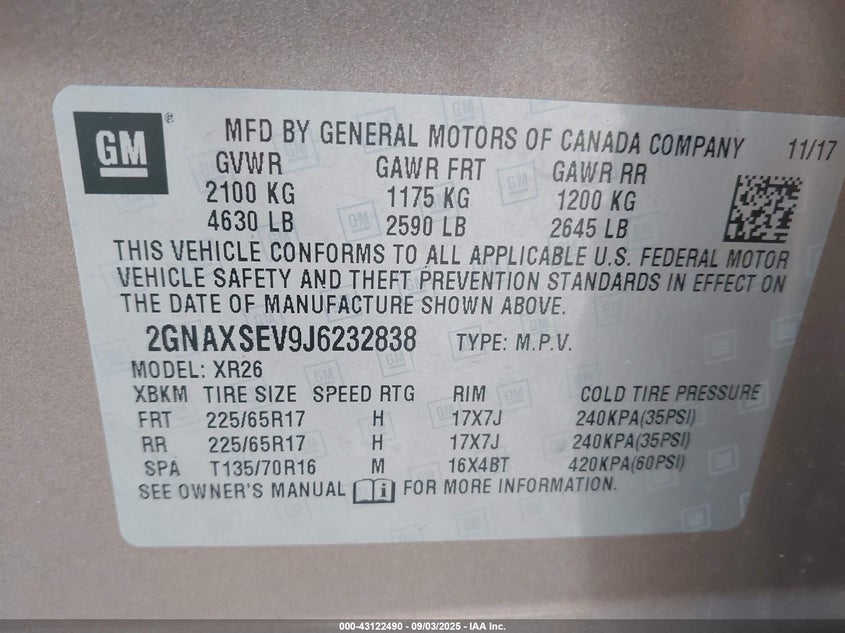 GM ®
MFD BY GENERAL MOTORS OF CANADA COMPANY 11/17
GVWR GAWR FRT GAWR RR
2100 KG 1175 KG 1200 KG
4630 LB 2590 LB 2645 LB
THIS VEHICLE CONFORMS TO ALL APPLICABLE U.S. FEDERAL MOTOR
VEHICLE SAFETY AND THEFT PREVENTION STANDARDS IN EFFECT ON
THE DATE OF MANUFACTURE SHOWN ABOVE.
2GNAXSEV9J6232838 TYPE: M.P.V.
MODEL: XR26
XBKM TIRE SIZE SPEED RTG RIM COLD TIRE PRESSURE
FRT 225/65R17 H 17X7J 240KPA(35PSI)
RR 225/65R17 H 17X7J 240KPA(35PSI)
SPA T135/70R16 M 16X4BT 420KPA(60PSI)
SEE OWNER'S MANUAL i FOR MORE INFORMATION.
000-43122490 - 09/03/2025 - IAA Inc.